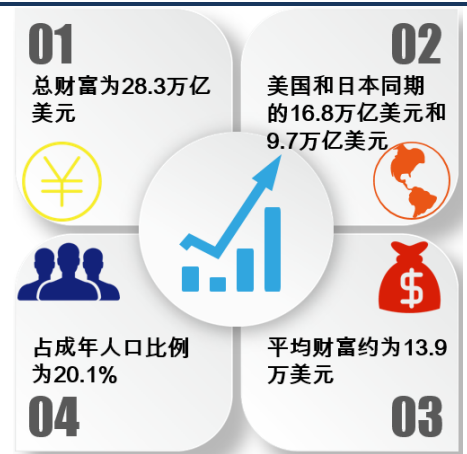 01
总财富为28.3万亿
美元
02
美国和日本同期
的16.8万亿美元和
9.7万亿美元
¥
$
占成年人口比例
为20.1%
04
平均财富约为13.9
万美元
03